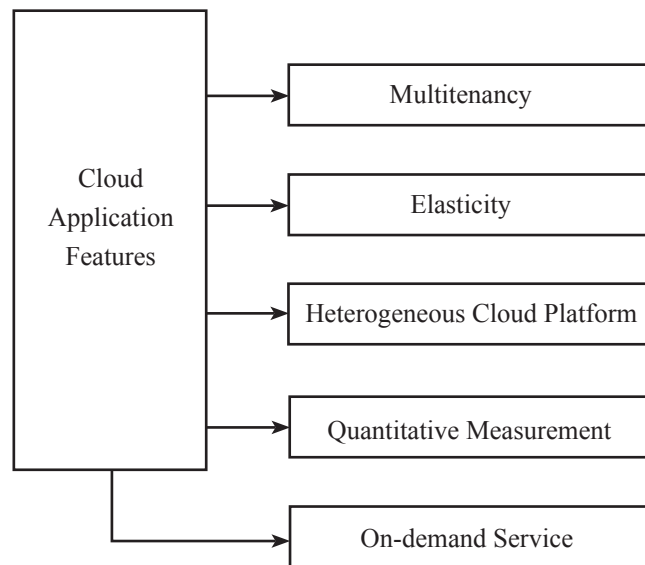 Cloud
Application
Features
Multitenancy
Elasticity
Heterogeneous Cloud Platform
Quantitative Measurement
On-demand Service